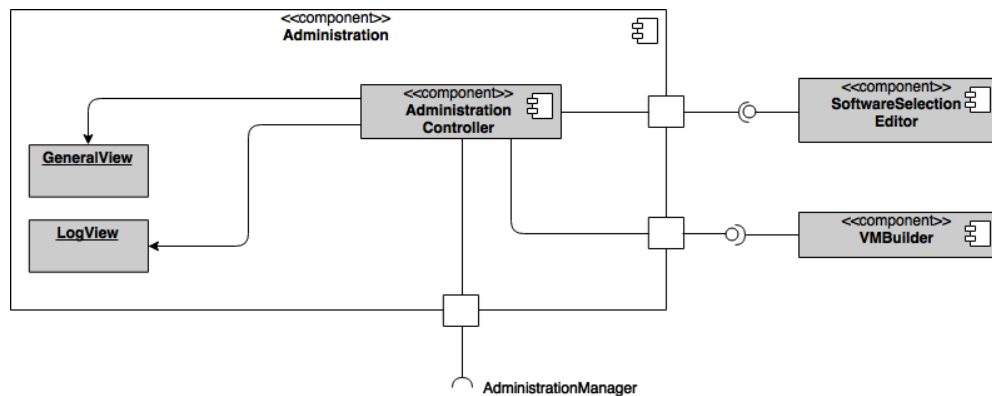 <<component>>
Administration
<<component>>
Administration
Controller
<<component>>
SoftwareSelection
Editor
GeneralView
LogView
<<component>>
VMBuilder
AdministrationManager